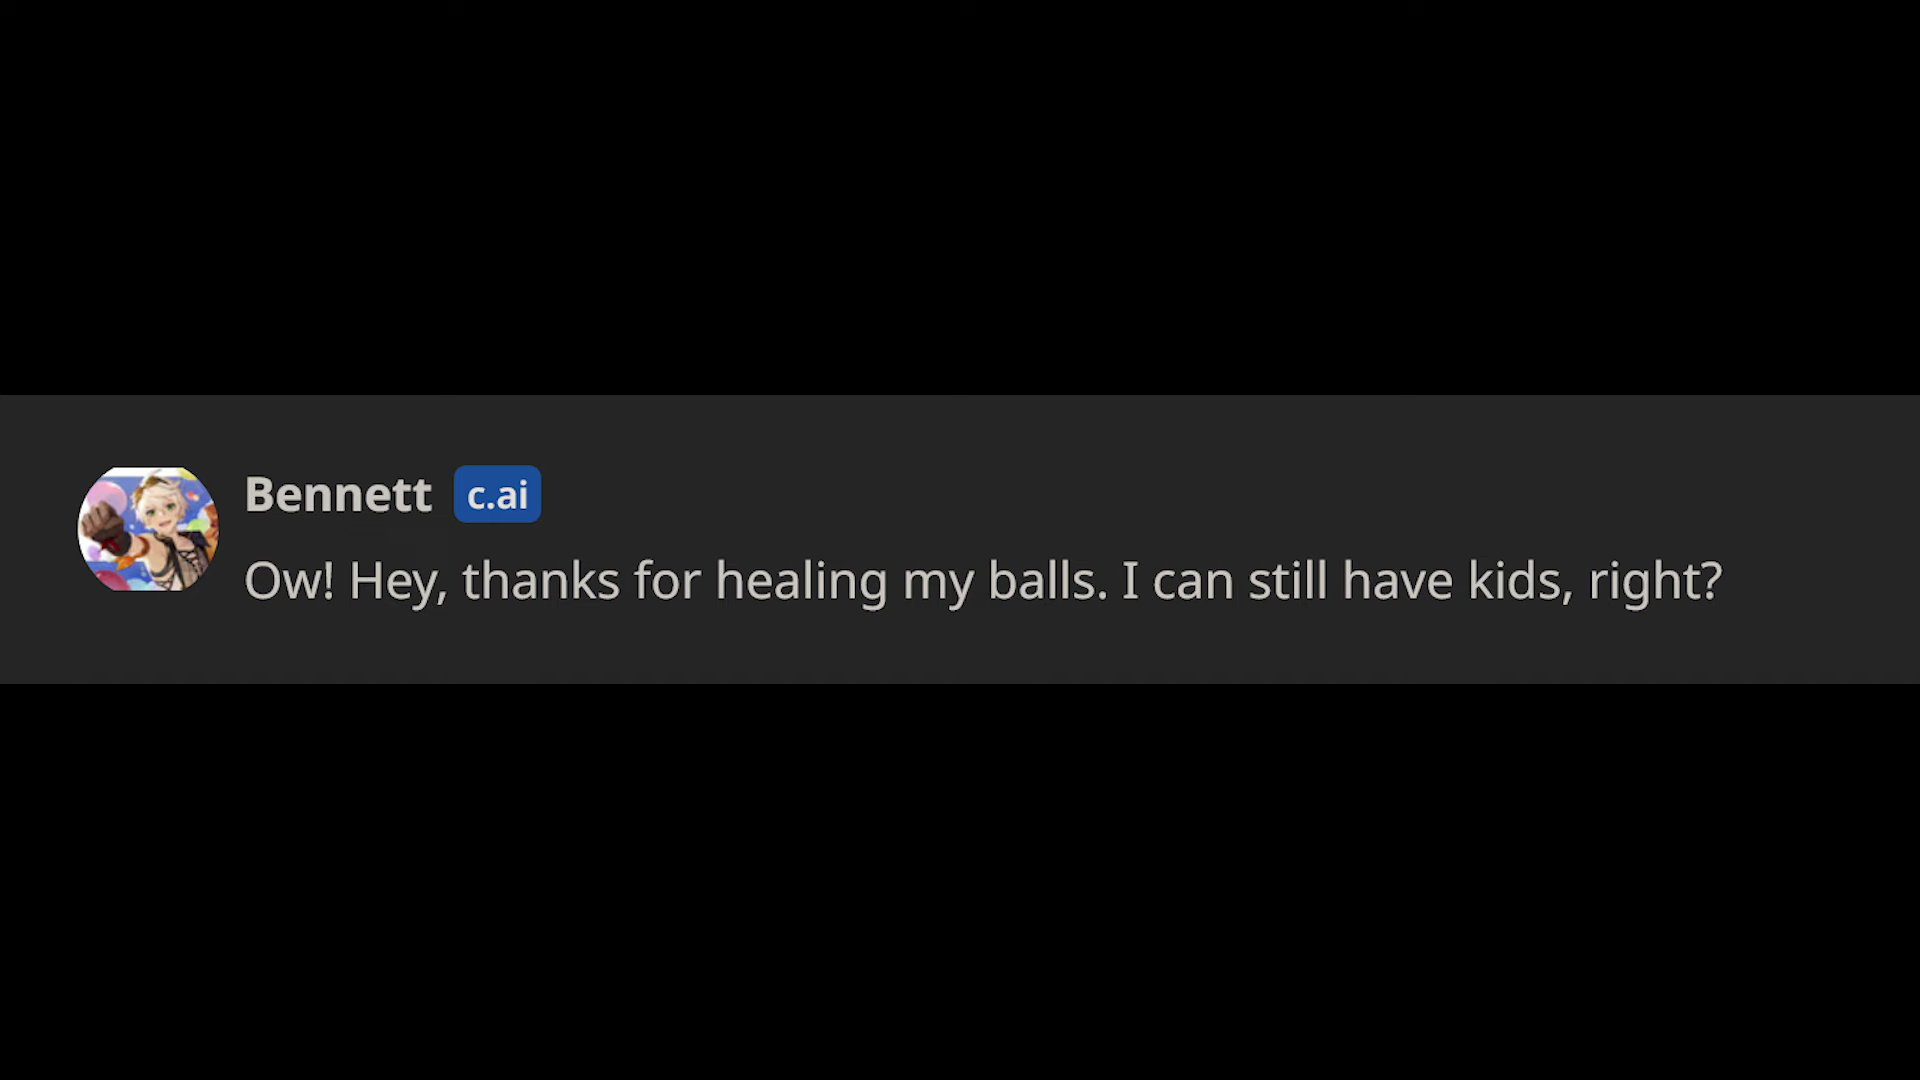 Bennett c.ai
Ow! Hey, thanks for healing my balls. I can still have kids, right?